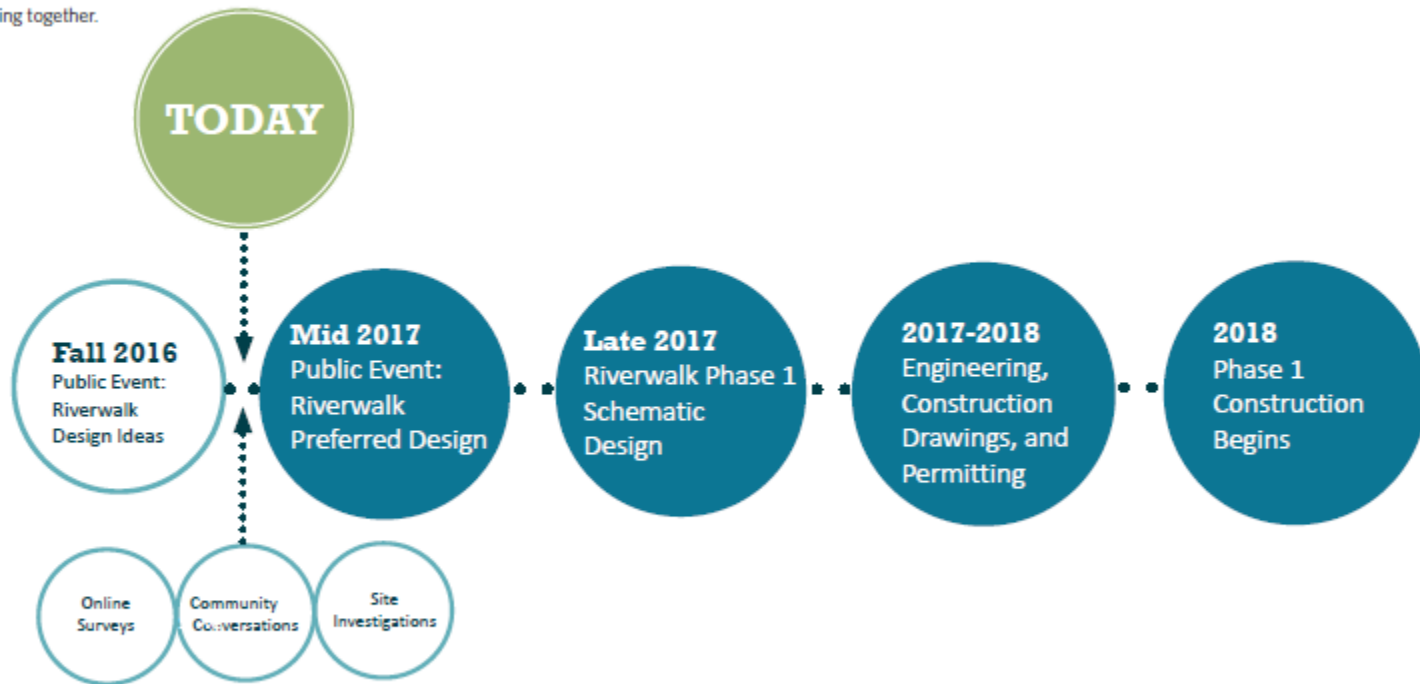 ing together.
TODAY
Fall 2016
Public Event:
Riverwalk
Design Ideas
Mid 2017
Public Event:
Riverwalk
Preferred Design
Late 2017
Riverwalk Phase 1
Schematic
Design
2017-2018
Engineering,
Construction
Drawings, and
Permitting
2018
Phase 1
Construction
Begins
Online
Surveys
Community
Conversations
Site
Investigations